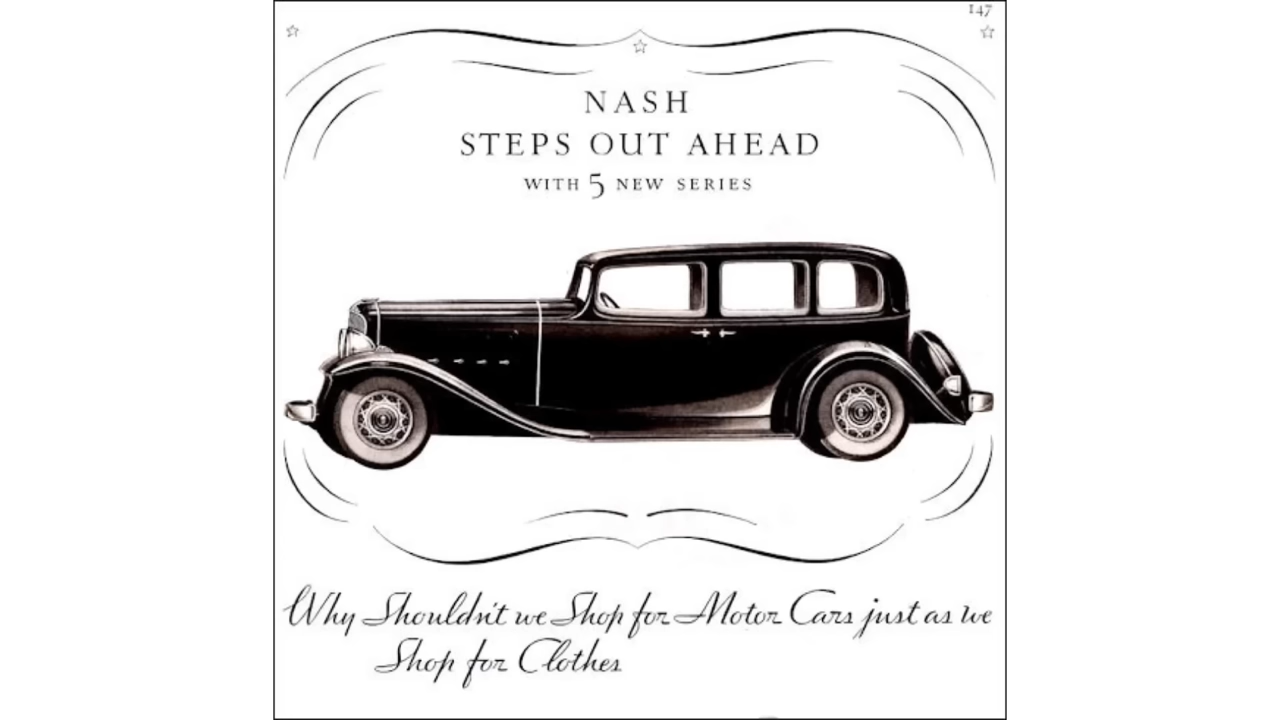 147
NASH
STEPS OUT AHEAD
WITH 5 NEW SERIES
Why Shouldn't we Shop for Motor Cars just as we
Shop for Clothes